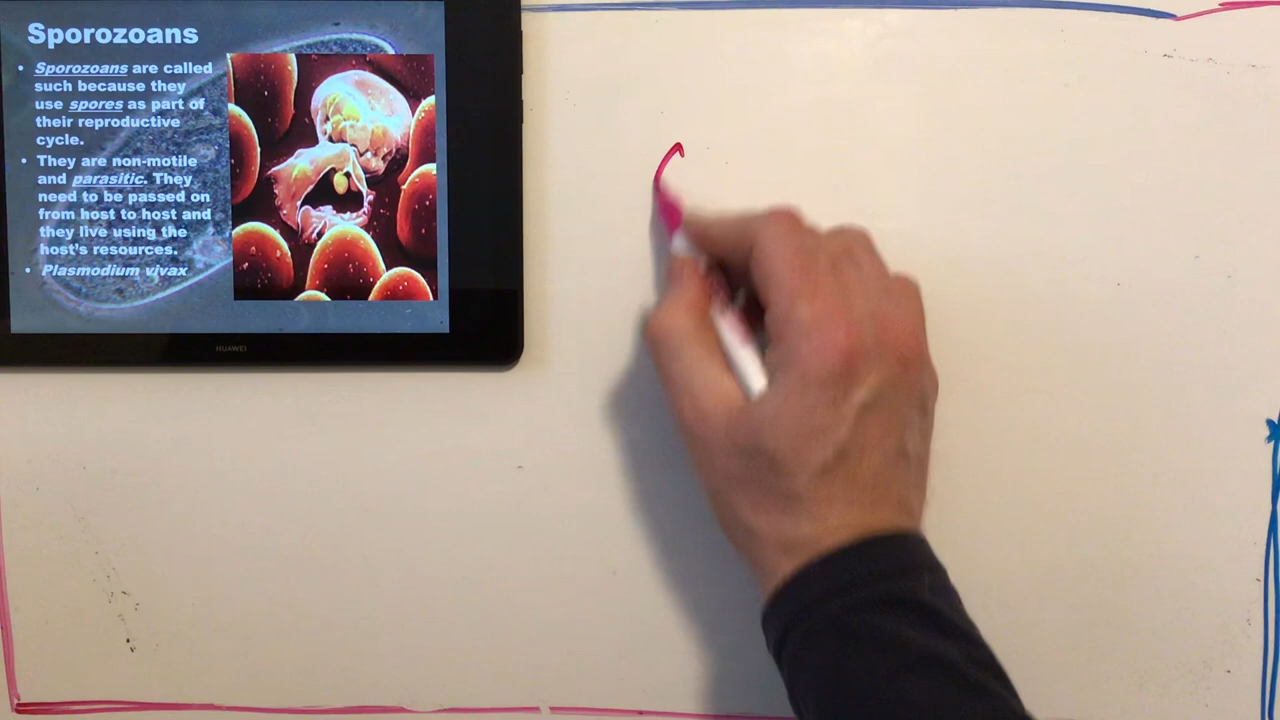 Sporozoans
• Sporozoans are called
such because they
use spores as part of
their reproductive
cycle.
• They are non-motile
and parasitic. They
need to be passed on
from host to host and
they live using the
host's resources.
• Plasmodium vivax
HUAWEI